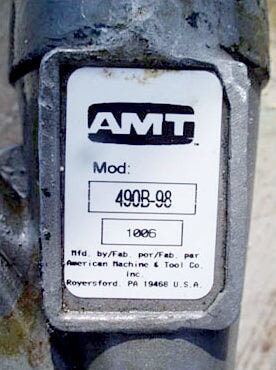 AMT
Mod:
490B-98
1006
Mfd. by/Fab. por/Fab. par
American Machine & Tool Co.
Inc.
Royersford. PA 19468 U.S.A.